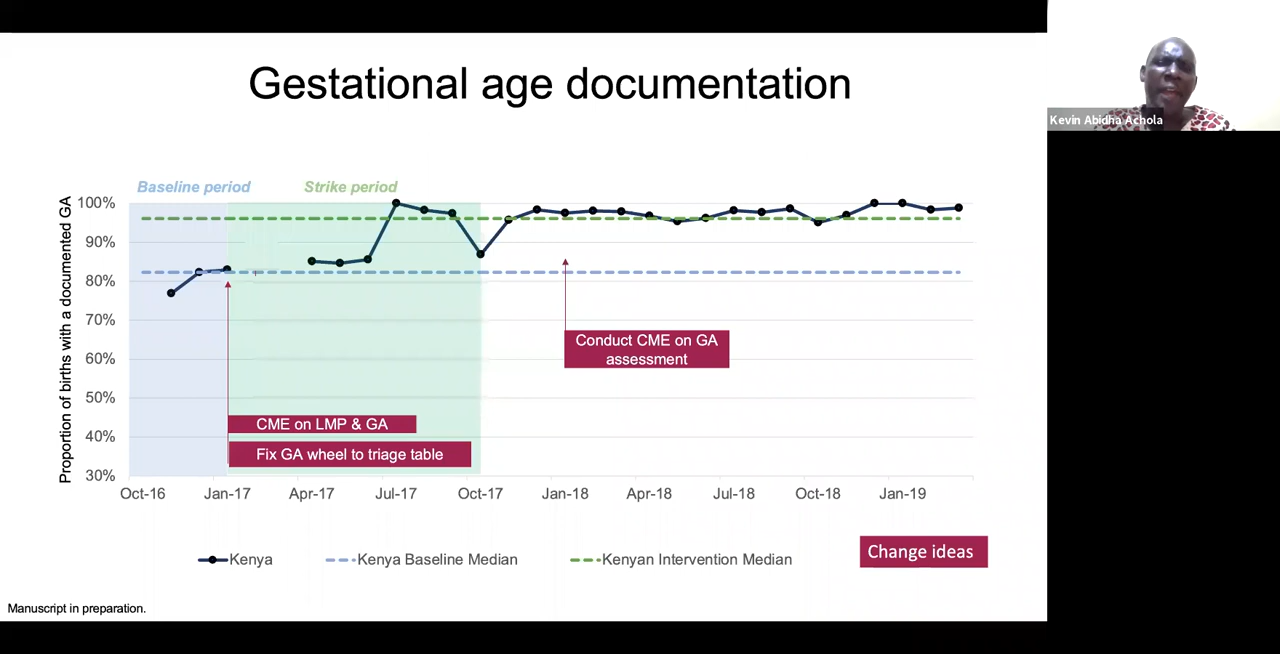 Gestational age documentation
Kevin Abidha Achola
Baseline period
Strike period
Proportion of births with a documented GA
100%
90%
80%
70%
60%
50%
40%
30%
Conduct CME on GA
assessment
CME on LMP & GA
Fix GA wheel to triage table
Oct-16 Jan-17 Apr-17 Jul-17 Oct-17 Jan-18 Apr-18 Jul-18 Oct-18 Jan-19
Kenya
Kenya Baseline Median
Kenyan Intervention Median
Change ideas
Manuscript in preparation.